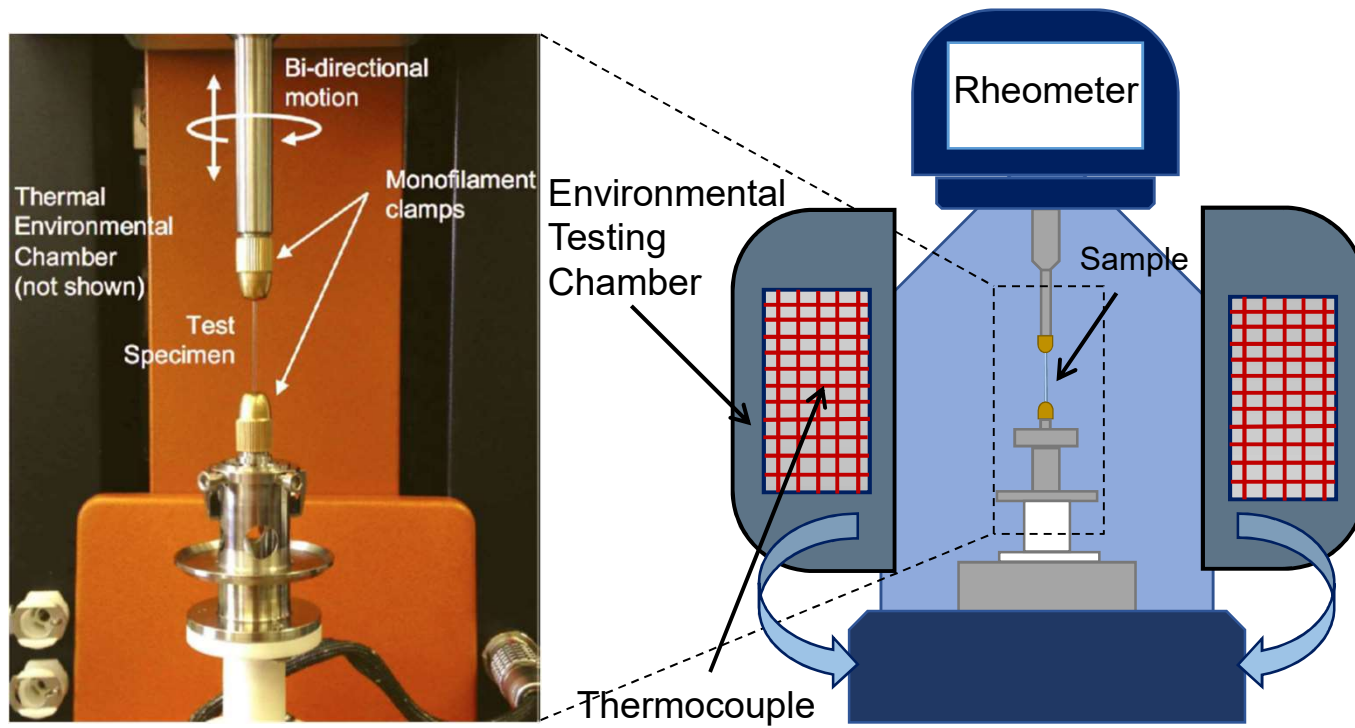 Bi-directional
motion
Thermal
Environmental
Chamber
(not shown)
Monofilament
clamps
Test
Specimen
Rheometer
Environmental
Testing
Chamber
Sample
Thermocouple